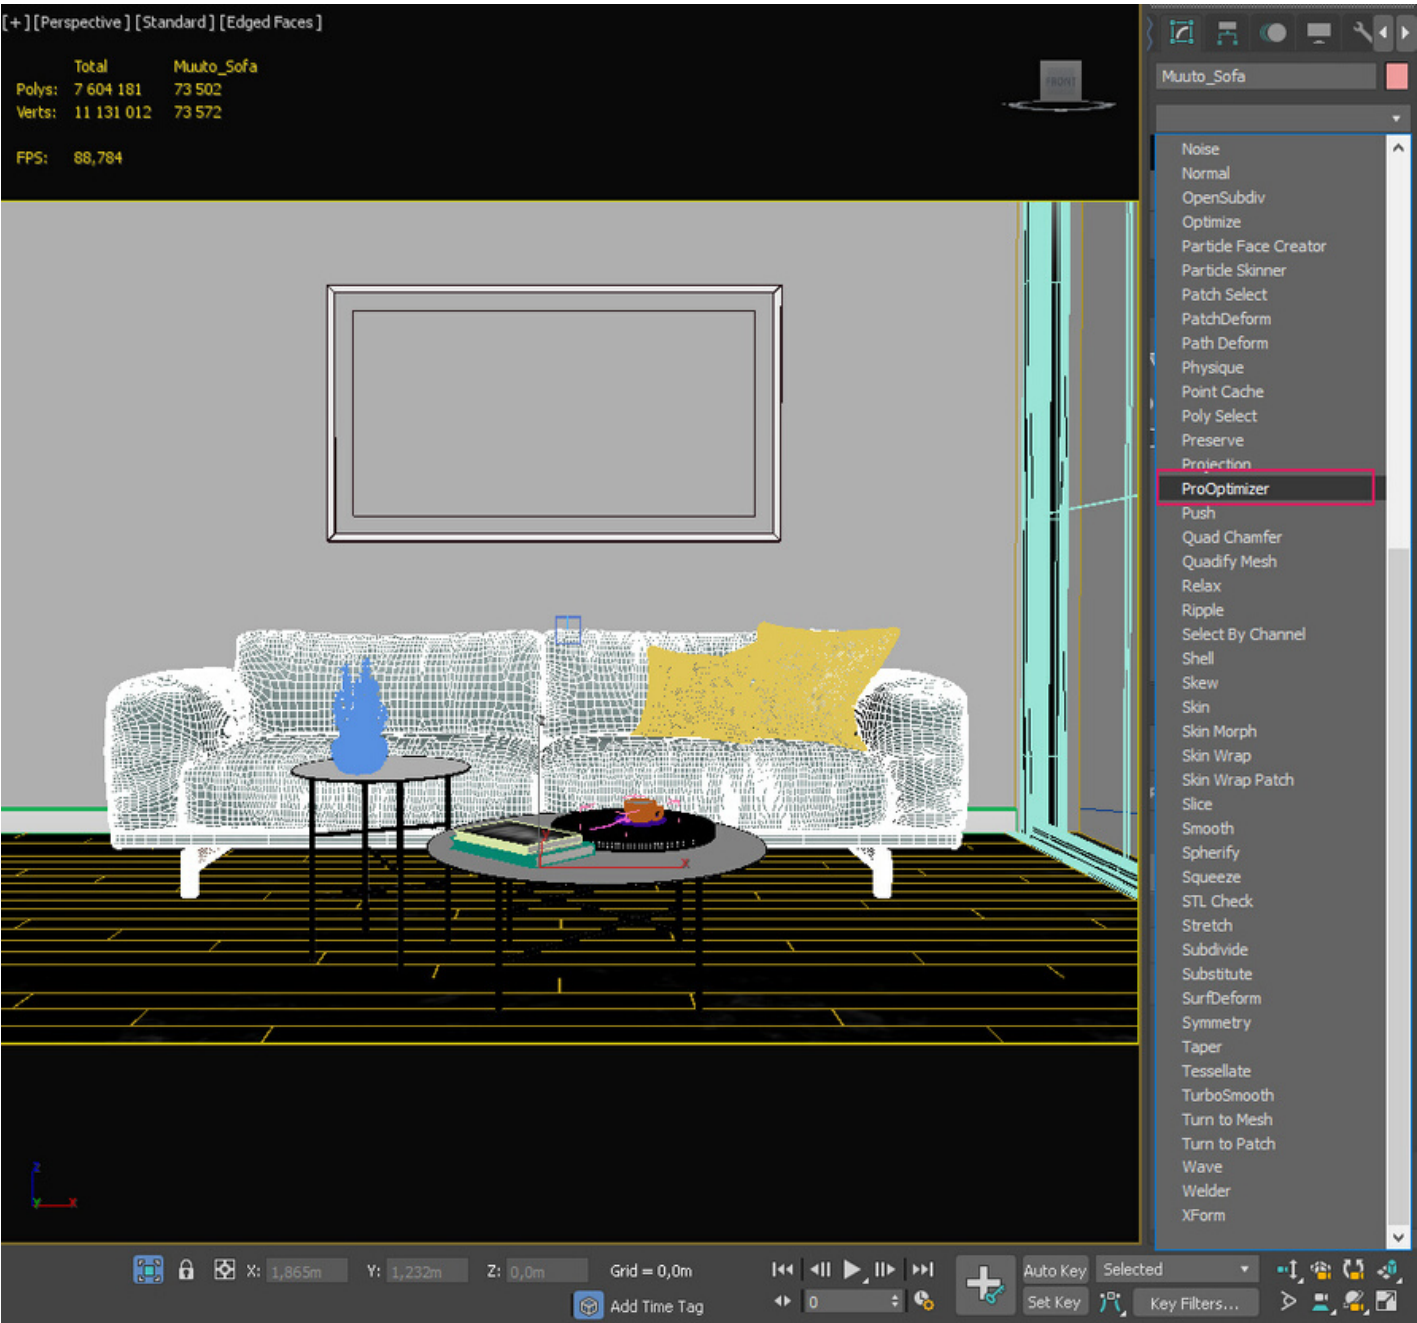 [+] [Perspective] [Standard] [Edged Faces]
Total Muuto_Sofa
Polys: 7 604 181 73 502
Verts: 11 131 012 73 572
FPS: 88,784
FRONT
Muuto_Sofa
Noise
Normal
OpenSubdiv
Optimize
Particle Face Creator
Particle Skinner
Patch Select
PatchDeform
Path Deform
Physique
Point Cache
Poly Select
Preserve
Projection
ProOptimizer
Push
Quad Chamfer
Quadify Mesh
Relax
Ripple
Select By Channel
Shell
Skew
Skin
Skin Morph
Skin Wrap
Skin Wrap Patch
Slice
Smooth
Spherify
Squeeze
STL Check
Stretch
Subdivide
Substitute
SurfDeform
Symmetry
Taper
Tessellate
TurboSmooth
Turn to Mesh
Turn to Patch
Wave
Welder
XForm
x
z
y x
X: 1,865m Y: 1,232m Z: 0,0m Grid = 0,0m Auto Key Selected
Add Time Tag 0 Set Key Key Filters...